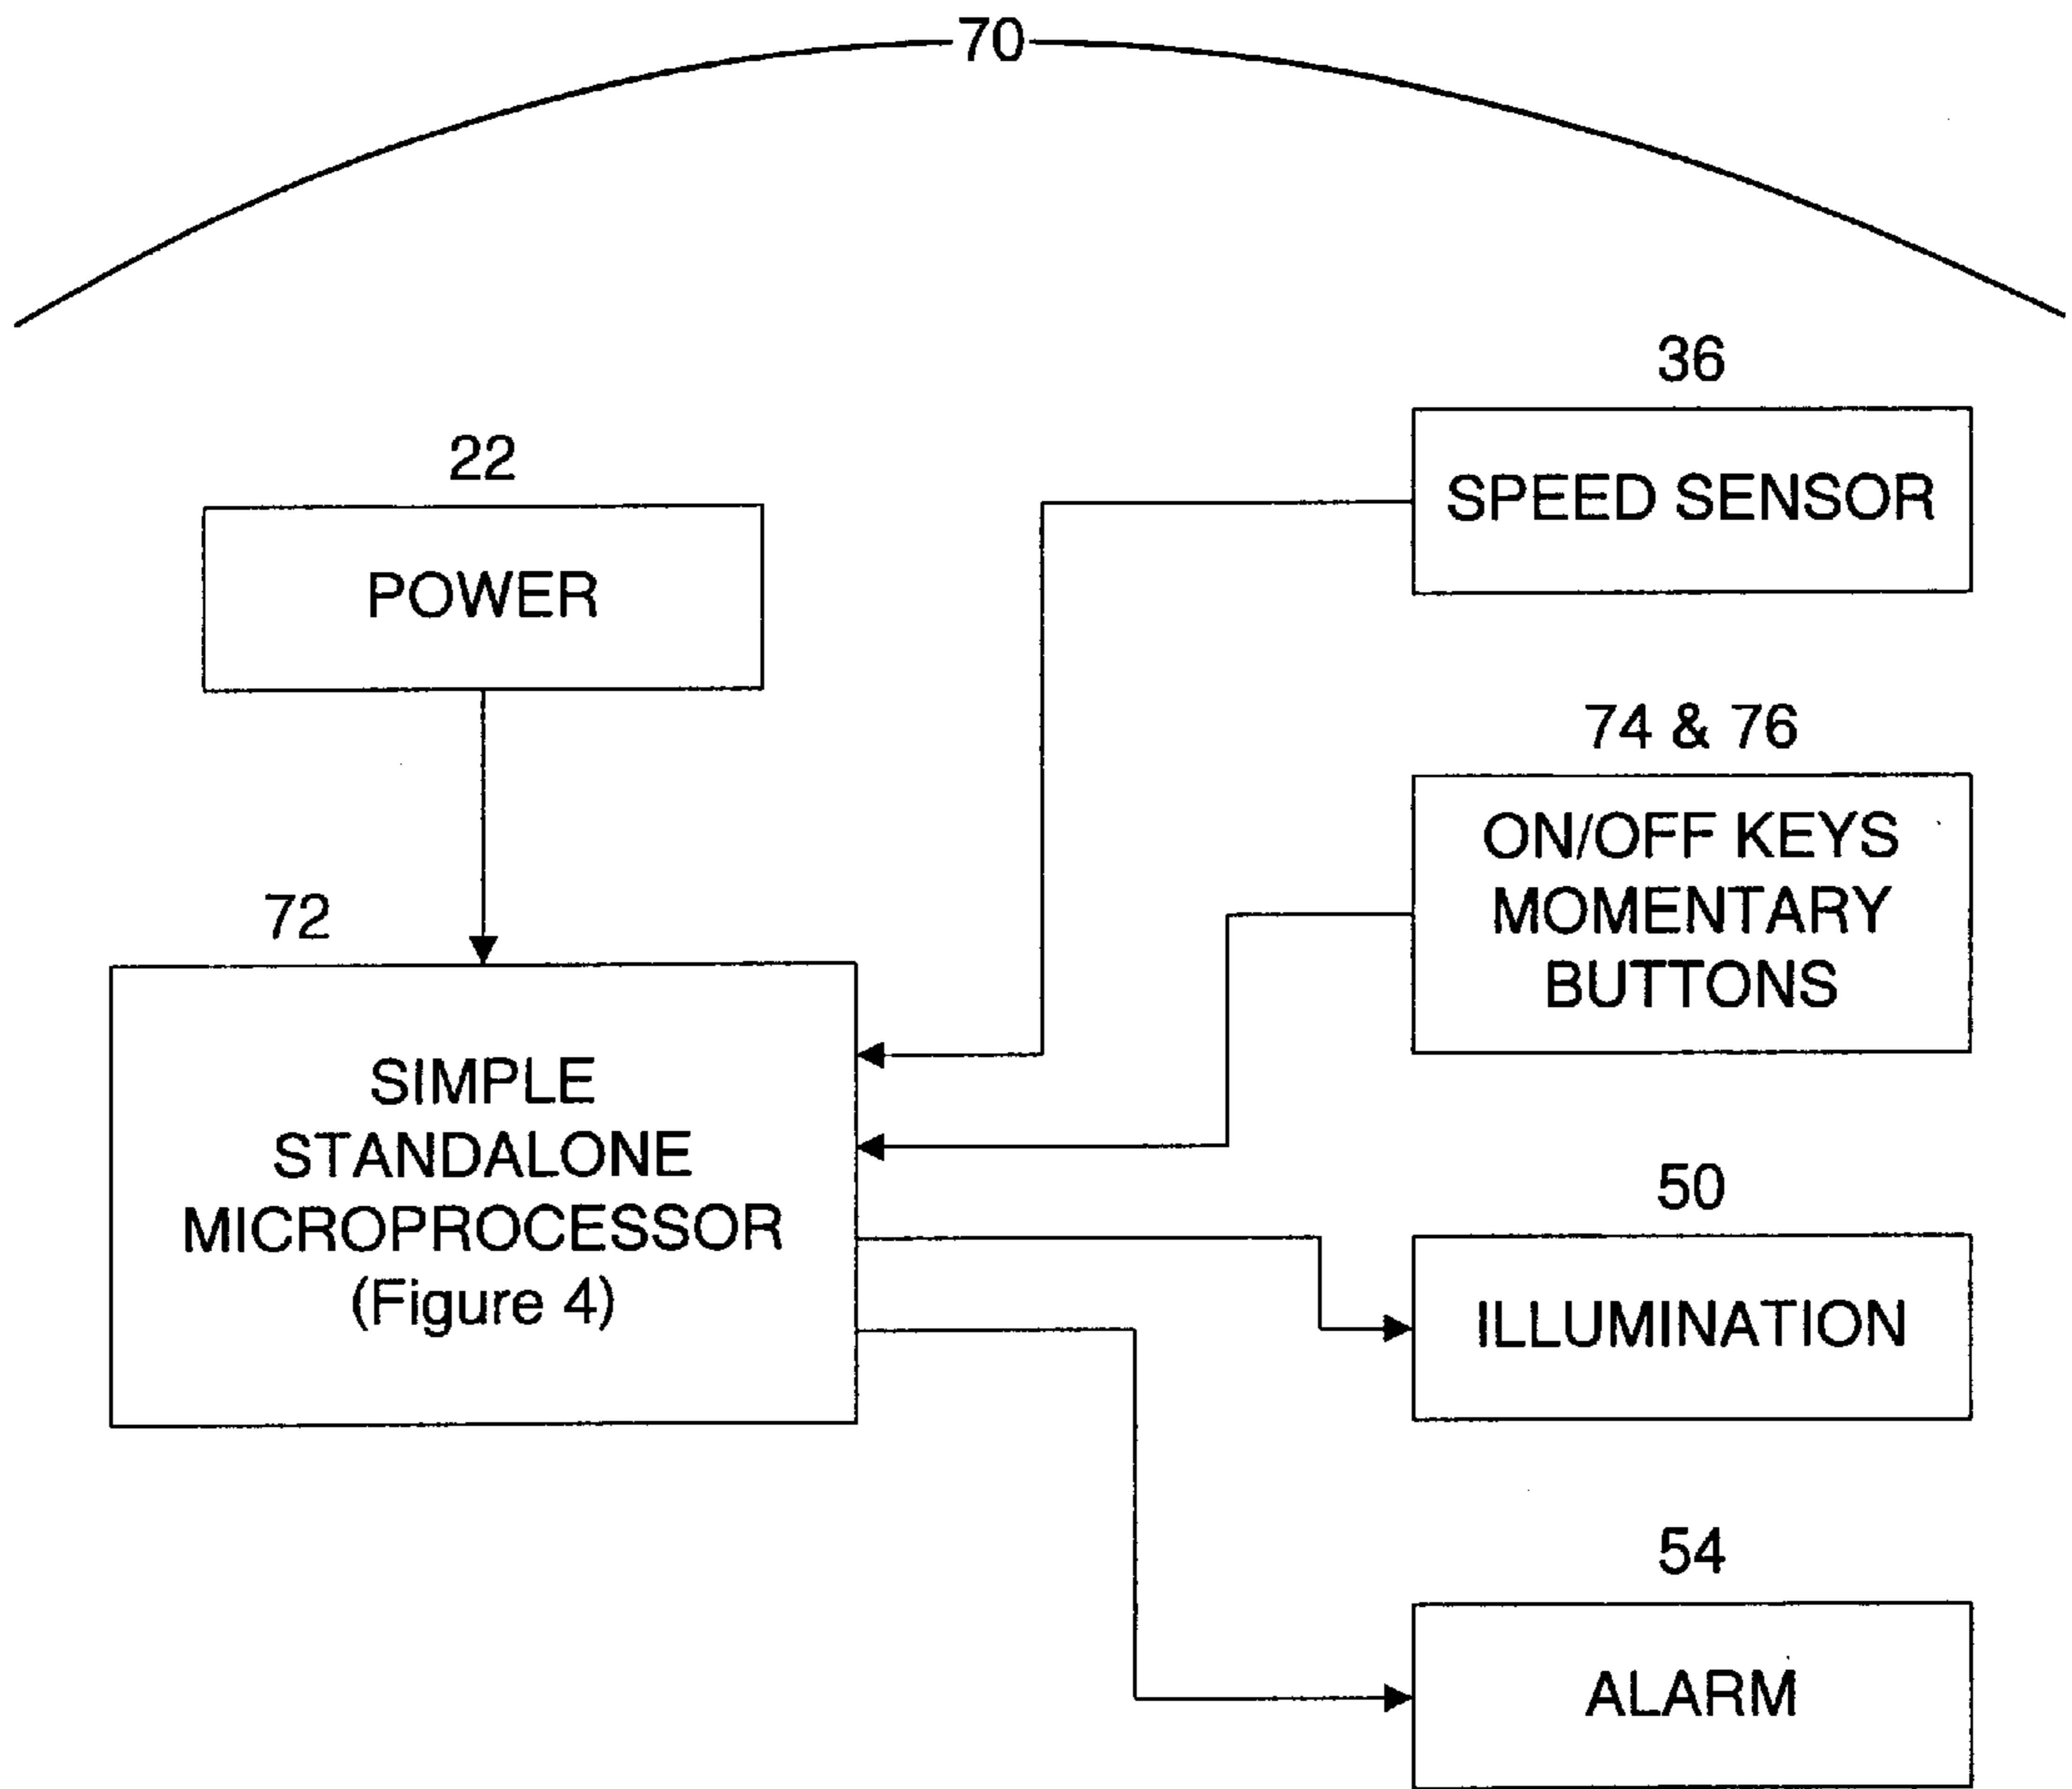 70
36
SPEED SENSOR
22
POWER
74 & 76
ON/OFF KEYS
MOMENTARY
BUTTONS
72
SIMPLE
STANDALONE
MICROPROCESSOR
(Figure 4)
50
ILLUMINATION
54
ALARM